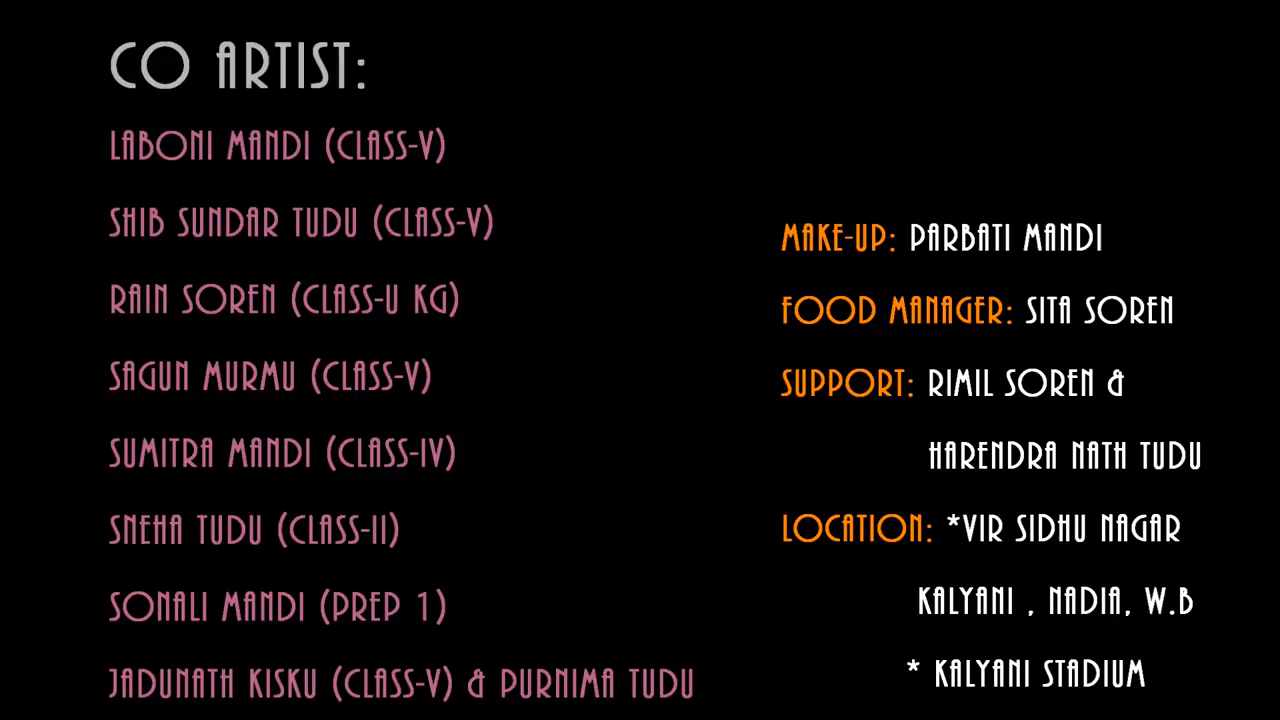 CO ARTIST:
LABONI MANDI (CLASS-V)
SHIB SUNDAR TUDU (CLASS-V)
RAIN SOREN (CLASS-U KG)
SAGUN MURMU (CLASS-V)
SUMITRA MANDI (CLASS-IV)
SNEHA TUDU (CLASS-II)
SONALI MANDI (PREP 1)
JADUNATH KISKU (CLASS-V) & PURNIMA TUDU
MAKE-UP: PARBATI MANDI
FOOD MANAGER: SITA SOREN
SUPPORT: RIMIL SOREN &
HARENDRA NATH TUDU
LOCATION: *VIR SIDHU NAGAR
KALYANI , NADIA, W.B
* KALYANI STADIUM